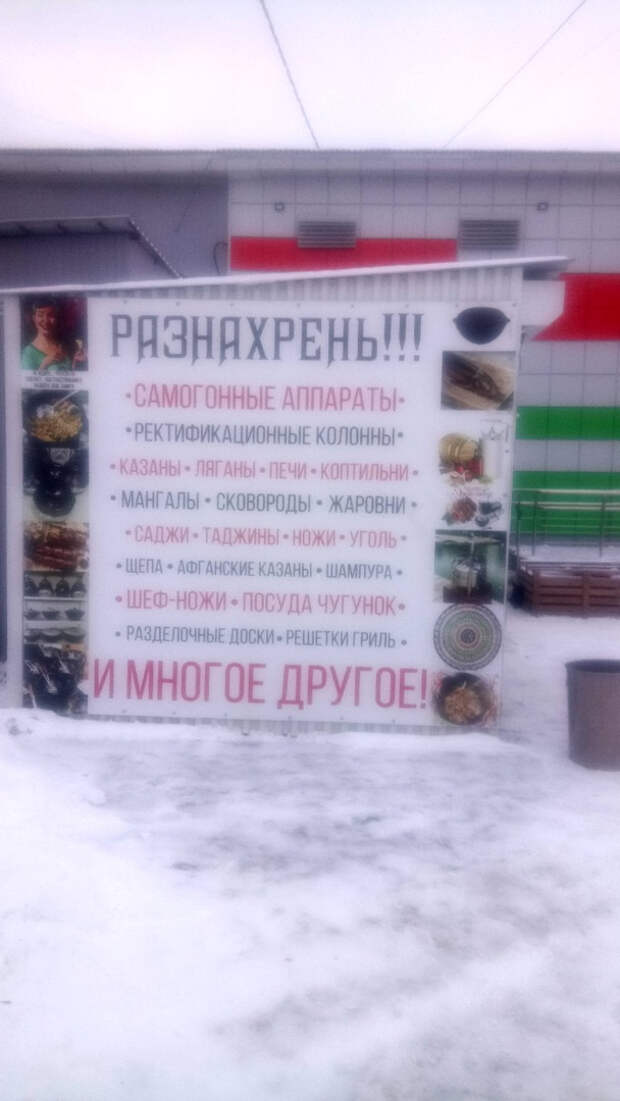 РАЗНАХРЕНЬ!!!
•САМОГОННЫЕ АППАРАТЫ•
•РЕКТИФИКАЦИОННЫЕ КОЛОННЫ•
•КАЗАНЫ•ЛЯГАНЫ•ПЕЧИ•КОПТИЛЬНИ•
•МАНГАЛЫ•СКОВОРОДЫ•ЖАРОВНИ•
•САДЖИ•ТАДЖИНЫ•НОЖИ•УГОЛЬ•
•ЩЕПА•АФГАНСКИЕ КАЗАНЫ•ШАМПУРА•
•ШЕФ-НОЖИ•ПОСУДА ЧУГУНОК•
•РАЗДЕЛОЧНЫЕ ДОСКИ•РЕШЕТКИ ГРИЛЬ•
И МНОГОЕ ДРУГОЕ!